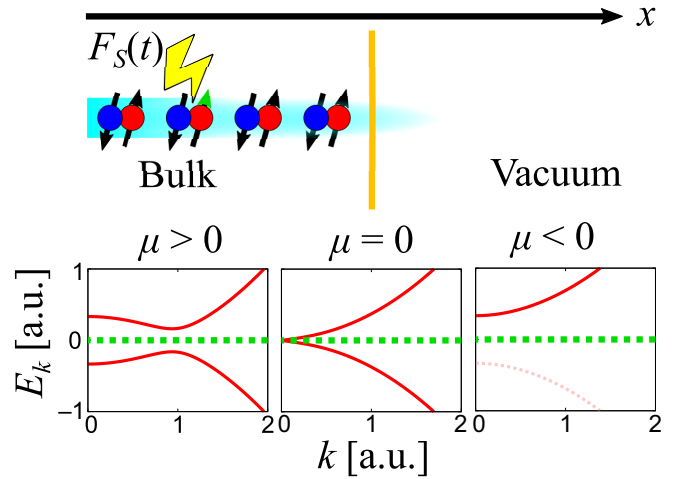 x
F_S(t)
Bulk
Vacuum
μ > 0
μ = 0
μ < 0
E_k [a.u.]
1
0
−1
0 1 2 0 1 2 0 1 2
k [a.u.]